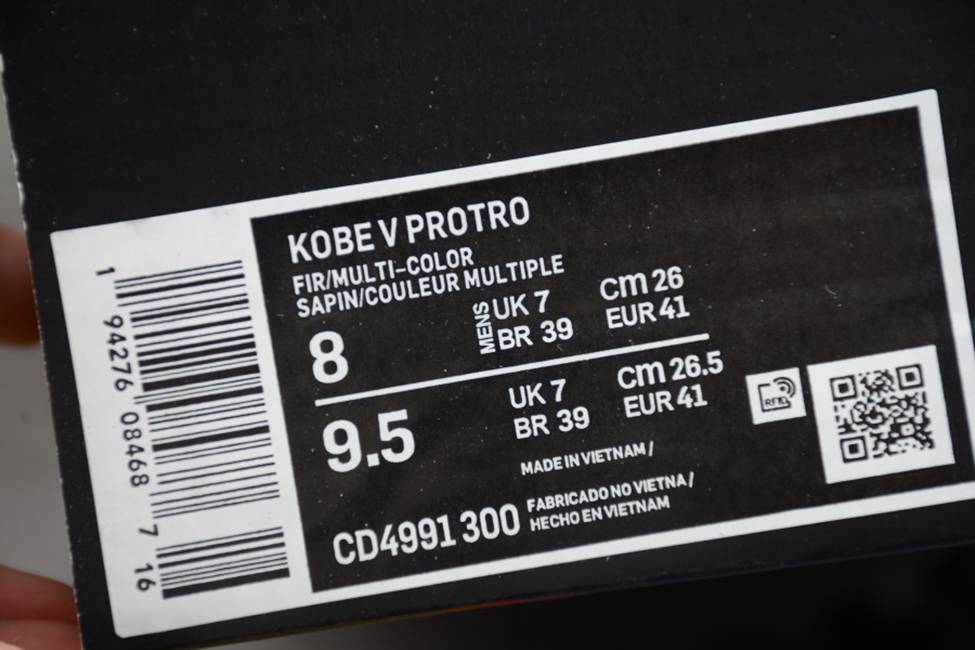 KOBE V PROTRO
FIR/MULTI-COLOR
SAPIN/COULEUR MULTIPLE
8
MENS
UK 7
BR 39
cm 26
EUR 41
9.5
UK 7
BR 39
cm 26.5
EUR 41
RFID
MADE IN VIETNAM /
CD4991 300
FABRICADO NO VIETNA /
HECHO EN VIETNAM
1 94276 08468 7 16